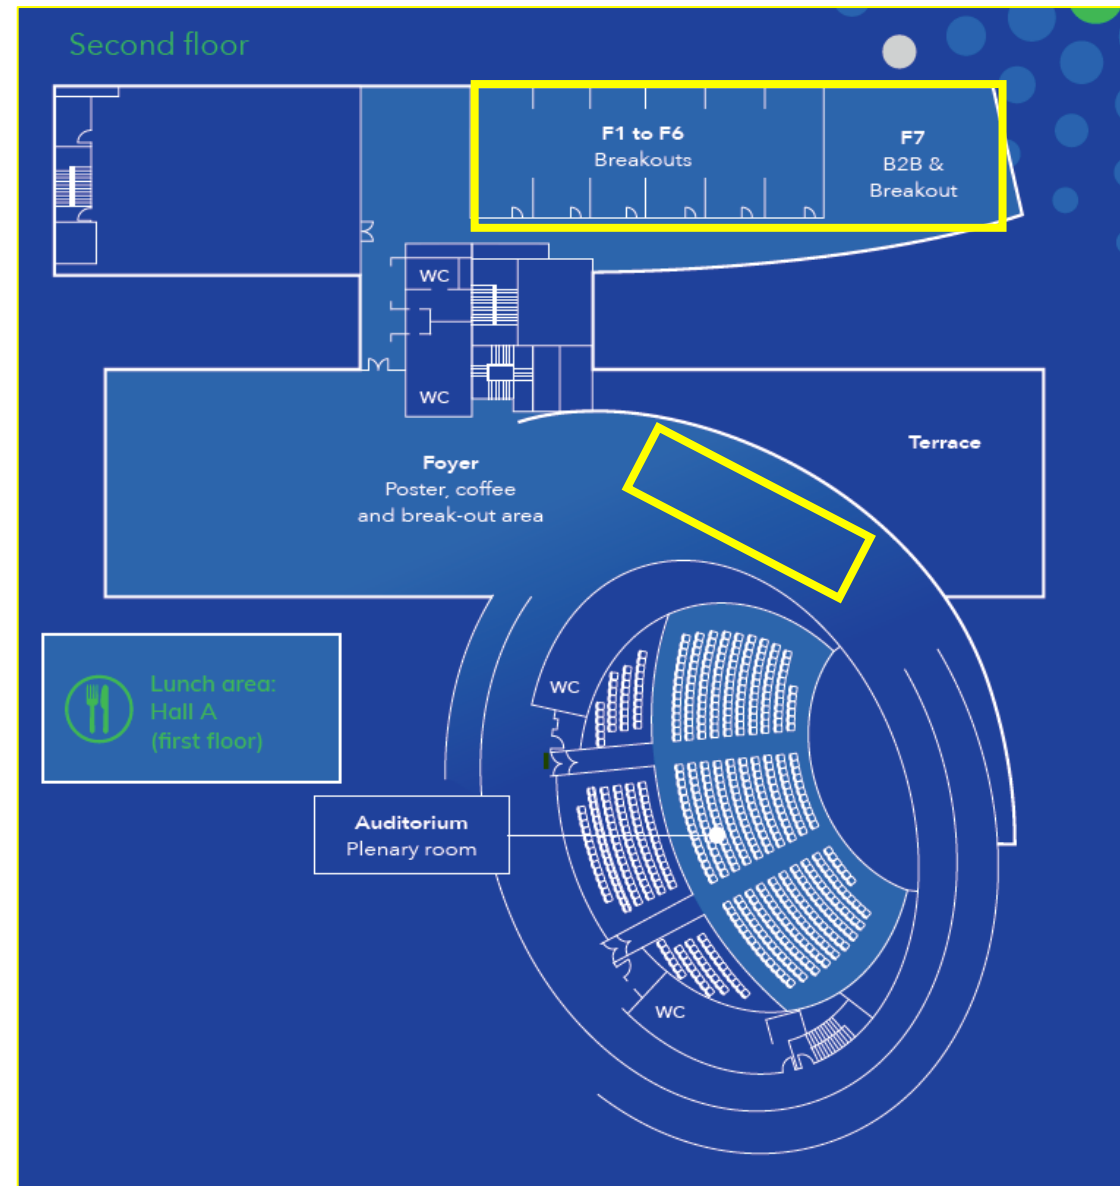 Second floor
F1 to F6
Breakouts
F7
B2B &
Breakout
WC
WC
Foyer
Poster, coffee
and break-out area
Terrace
Lunch area:
Hall A
(first floor)
WC
Auditorium
Plenary room
WC